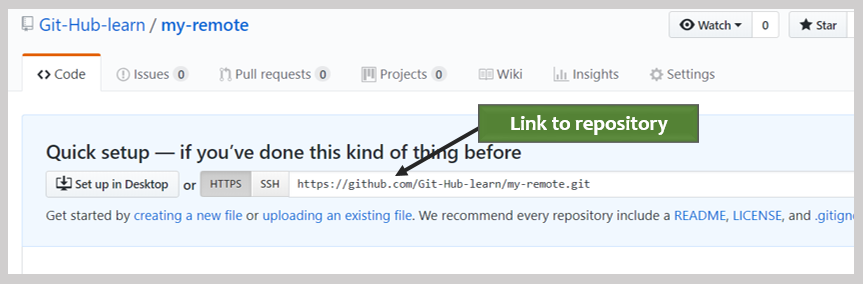 Git-Hub-learn / my-remote
Watch 0 Star
Code Issues 0 Pull requests 0 Projects 0 Wiki Insights Settings
Link to repository
Quick setup — if you’ve done this kind of thing before
Set up in Desktop or HTTPS SSH https://github.com/Git-Hub-learn/my-remote.git
Get started by creating a new file or uploading an existing file. We recommend every repository include a README, LICENSE, and .gitign